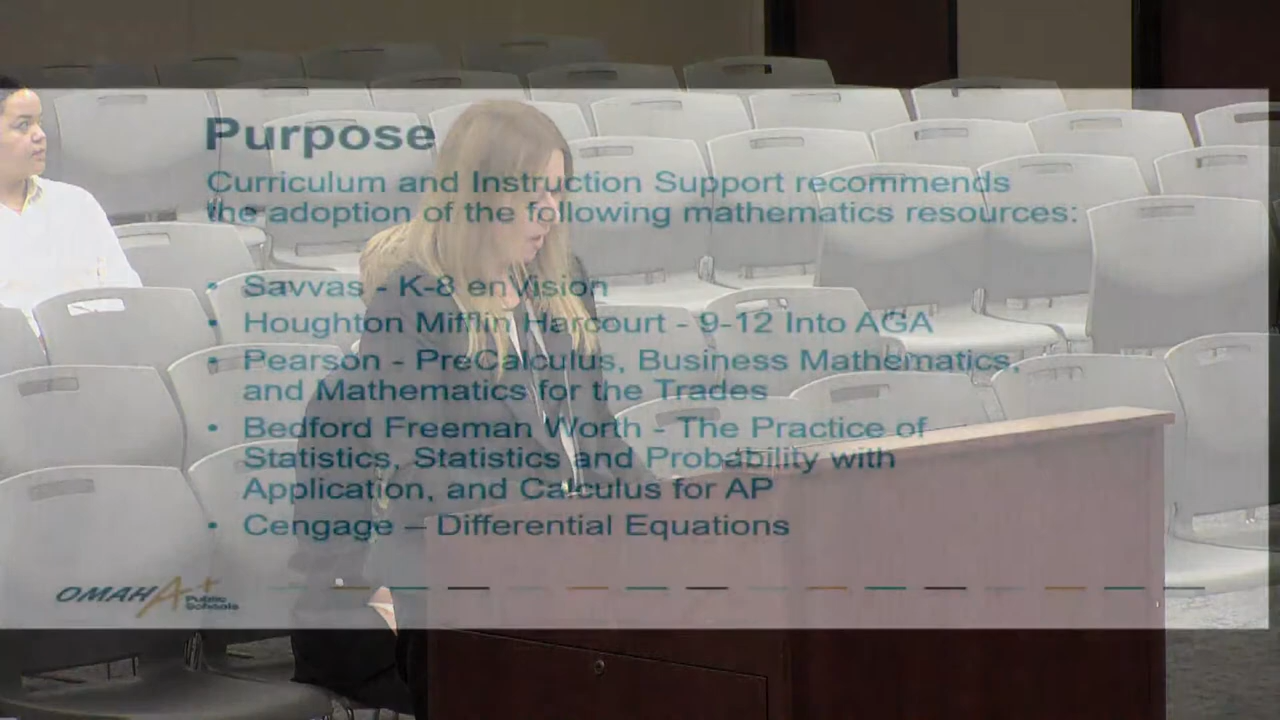 Purpose
Curriculum and Instruction Support recommends
the adoption of the following mathematics resources:
• Savvas - K-8 enVision
• Houghton Mifflin Harcourt - 9-12 Into AGA
• Pearson - PreCalculus, Business Mathematics,
and Mathematics for the Trades
• Bedford Freeman Worth - The Practice of
Statistics, Statistics and Probability with
Application, and Calculus for AP
• Cengage – Differential Equations
OMAHA+
Public
Schools